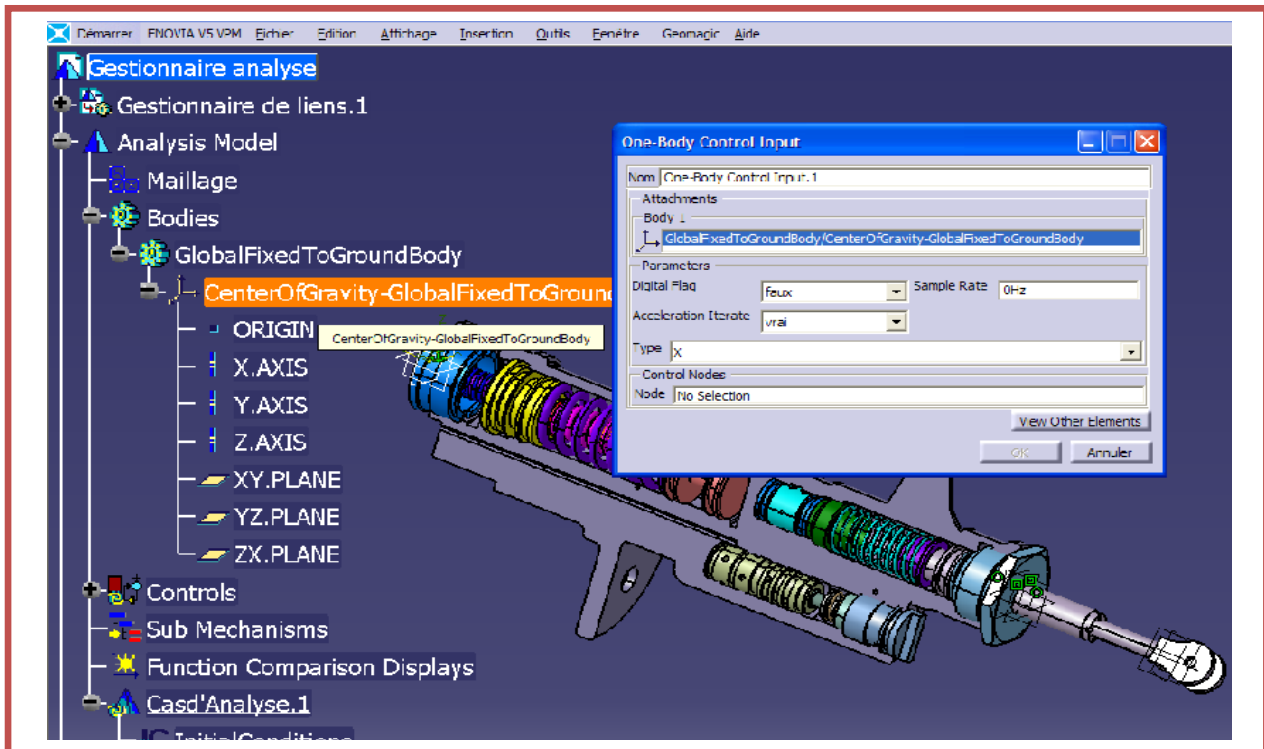 Démarrer ENOVIA V5 VPM Fichier Edition Affichage Insertion Outils Fenêtre Geomagic Aide
Gestionnaire analyse
Gestionnaire de liens.1
Analysis Model
Maillage
Bodies
GlobalFixedToGroundBody
CenterOfGravity-GlobalFixedToGroun
ORIGIN
CenterOfGravity-GlobalFixedToGroundBody
X.AXIS
Y.AXIS
Z.AXIS
XY.PLANE
YZ.PLANE
ZX.PLANE
Controls
Sub Mechanisms
Function Comparison Displays
Casd'Analyse.1
InitialConditions
One-Body Control Input
Nom One-Body Control Input.1
Attachments
Body 1
GlobalFixedToGroundBody/CenterOfGravity-GlobalFixedToGroundBody
Parameters
Digital Flag faux Sample Rate 0Hz
Acceleration Iterate vrai
Type X
Control Nodes
Node No Selection
View Other Elements
OK Annuler